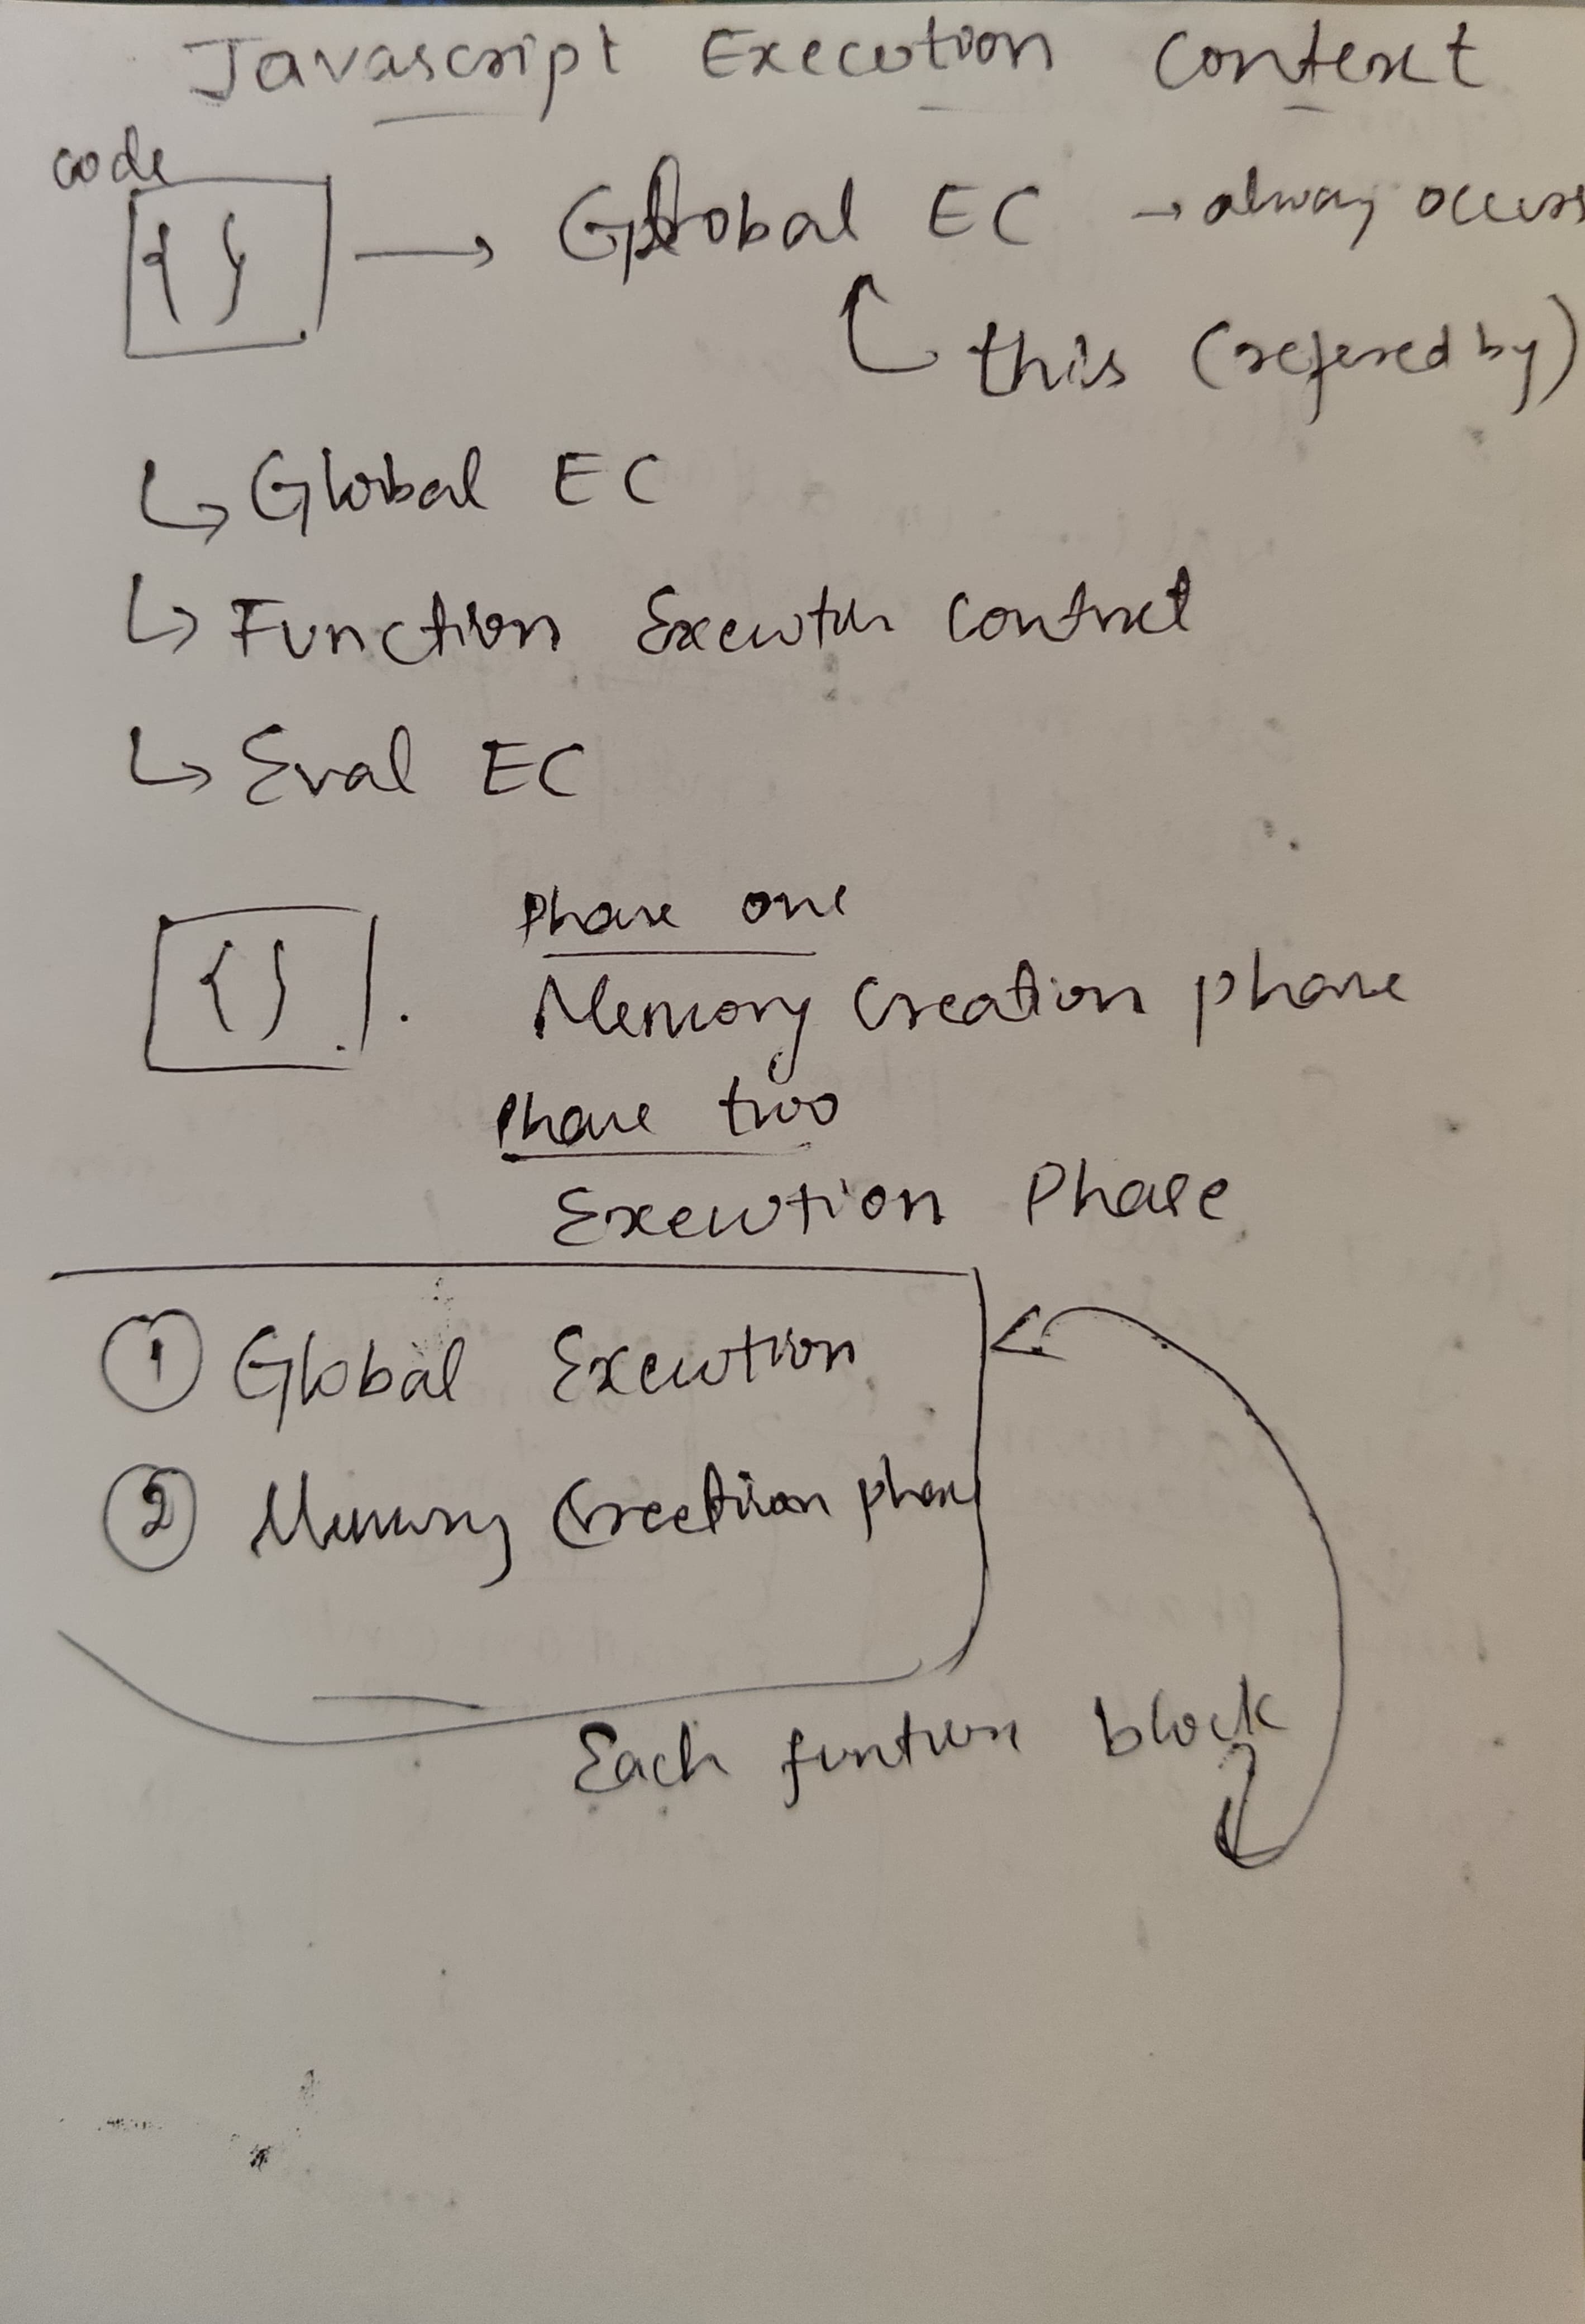 Javascript Execution Context
code
{ } → Global EC → alway occurs
this (refered by)
↳ Global EC
↳ Function Execution Context
↳ Eval EC
Phase one
{ } Memory Creation phase
Phase two
Execution Phase
① Global Execution
② Memory Creation phase
Each funtion block